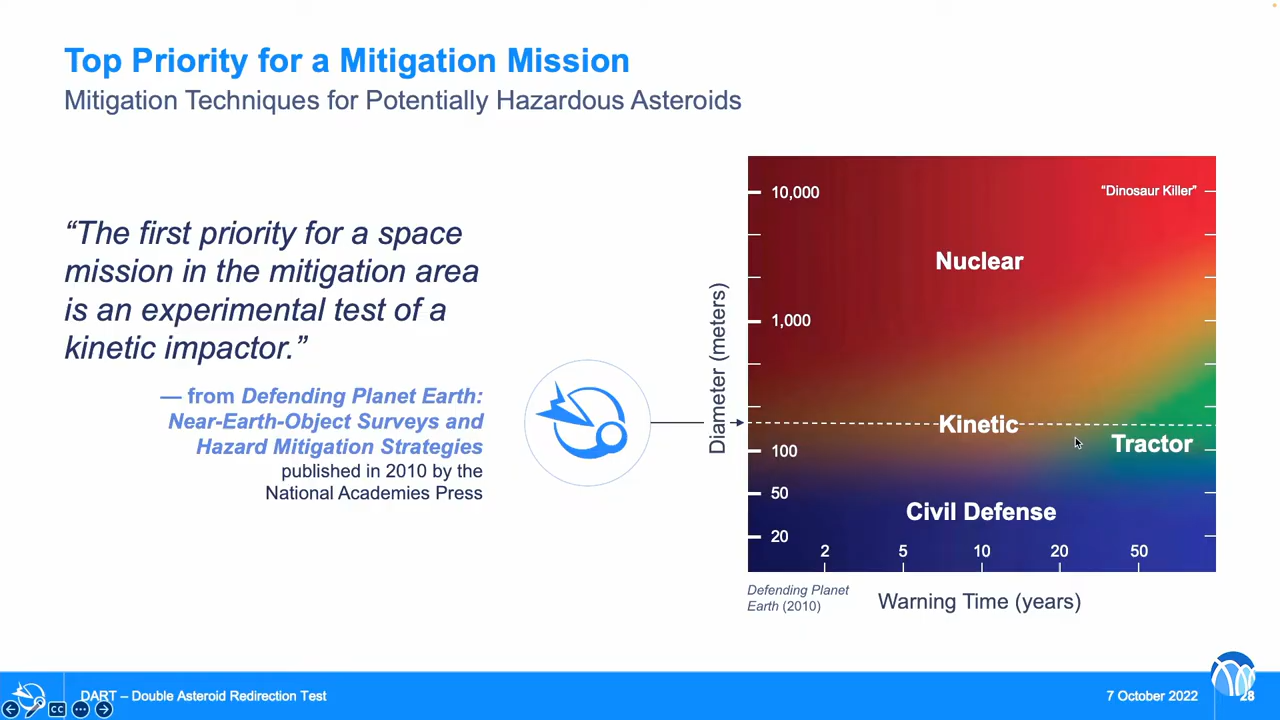 Top Priority for a Mitigation Mission
Mitigation Techniques for Potentially Hazardous Asteroids
“The first priority for a space
mission in the mitigation area
is an experimental test of a
kinetic impactor.”
— from Defending Planet Earth:
Near-Earth-Object Surveys and
Hazard Mitigation Strategies
published in 2010 by the
National Academies Press
Diameter (meters)
10,000
1,000
100
50
20
“Dinosaur Killer”
Nuclear
Kinetic
Tractor
Civil Defense
2 5 10 20 50
Defending Planet
Earth (2010)
Warning Time (years)
DART – Double Asteroid Redirection Test
7 October 2022
28
CC